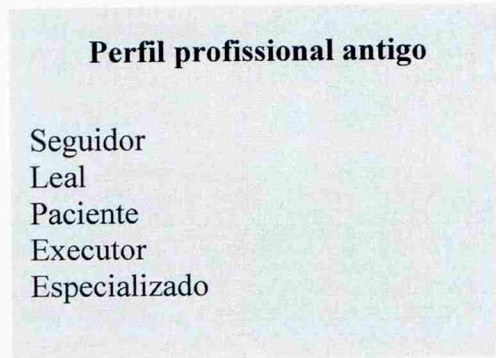 Perfil profissional antigo
Seguidor
Leal
Paciente
Executor
Especializado